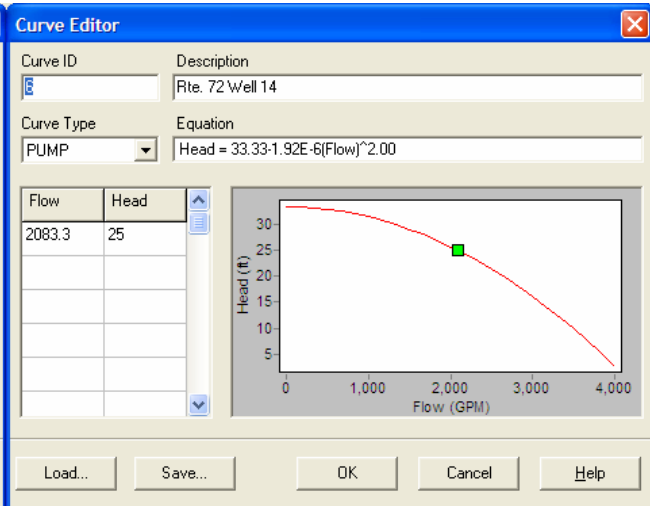 Curve Editor
Curve ID Description
6 Rte. 72 Well 14
Curve Type Equation
PUMP Head = 33.33-1.92E-6(Flow)^2.00
Flow Head
2083.3 25
Head (ft)
30
25
20
15
10
5
0 1,000 2,000 3,000 4,000
Flow (GPM)
Load... Save... OK Cancel Help